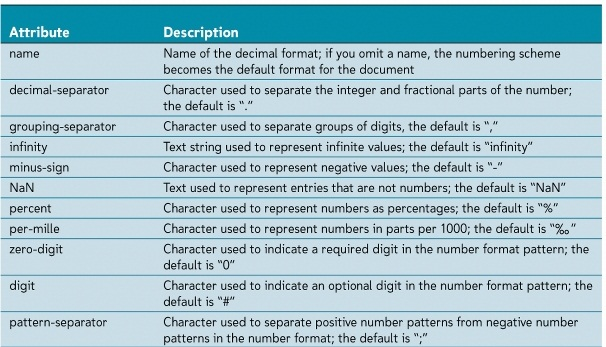 Attribute Description
name Name of the decimal format; if you omit a name, the numbering scheme
becomes the default format for the document
decimal-separator Character used to separate the integer and fractional parts of the number;
the default is “.”
grouping-separator Character used to separate groups of digits, the default is “,”
infinity Text string used to represent infinite values; the default is “infinity”
minus-sign Character used to represent negative values; the default is “-”
NaN Text used to represent entries that are not numbers; the default is “NaN”
percent Character used to represent numbers as percentages; the default is “%”
per-mille Character used to represent numbers in parts per 1000; the default is “‰”
zero-digit Character used to indicate a required digit in the number format pattern; the
default is “0”
digit Character used to indicate an optional digit in the number format pattern; the
default is “#”
pattern-separator Character used to separate positive number patterns from negative number
patterns in the number format; the default is “;”